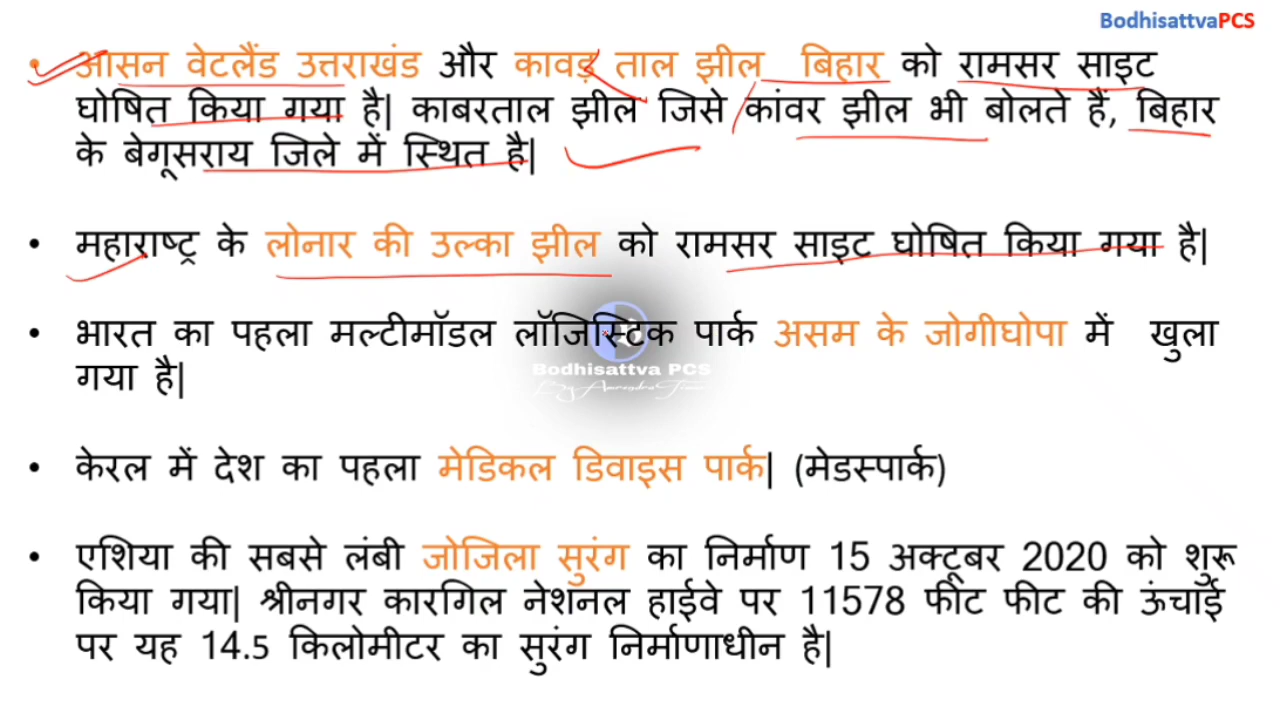 BodhisattvaPCS
• आसन वेटलैंड उत्तराखंड और कावड़ ताल झील बिहार को रामसर साइट
घोषित किया गया है| काबरताल झील जिसे कांवर झील भी बोलते हैं, बिहार
के बेगूसराय जिले में स्थित है|
• महाराष्ट्र के लोनार की उल्का झील को रामसर साइट घोषित किया गया है|
• भारत का पहला मल्टीमॉडल लॉजिस्टिक पार्क असम के जोगीघोपा में खुला
गया है|
Bodhisattva PCS
• केरल में देश का पहला मेडिकल डिवाइस पार्क| (मेडस्पार्क)
• एशिया की सबसे लंबी जोजिला सुरंग का निर्माण 15 अक्टूबर 2020 को शुरू
किया गया| श्रीनगर कारगिल नेशनल हाईवे पर 11578 फीट फीट की ऊंचाई
पर यह 14.5 किलोमीटर का सुरंग निर्माणाधीन है|